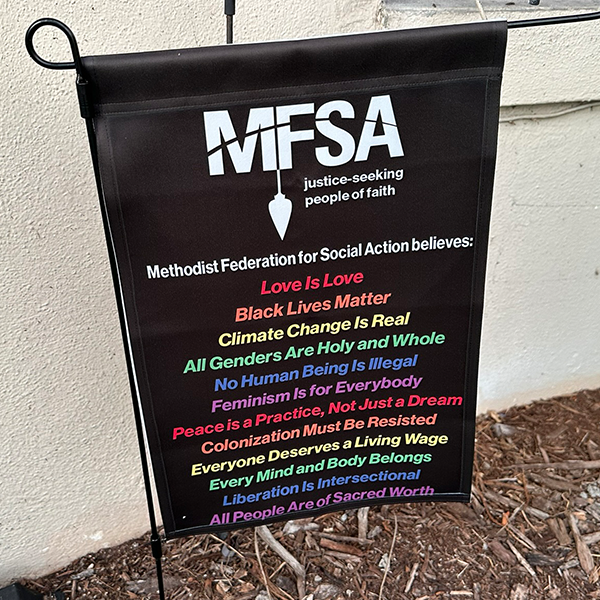 MFSA
justice-seeking
people of faith
Methodist Federation for Social Action believes:
Love Is Love
Black Lives Matter
Climate Change Is Real
All Genders Are Holy and Whole
No Human Being Is Illegal
Feminism Is for Everybody
Peace is a Practice, Not Just a Dream
Colonization Must Be Resisted
Everyone Deserves a Living Wage
Every Mind and Body Belongs
Liberation Is Intersectional
All People Are of Sacred Worth